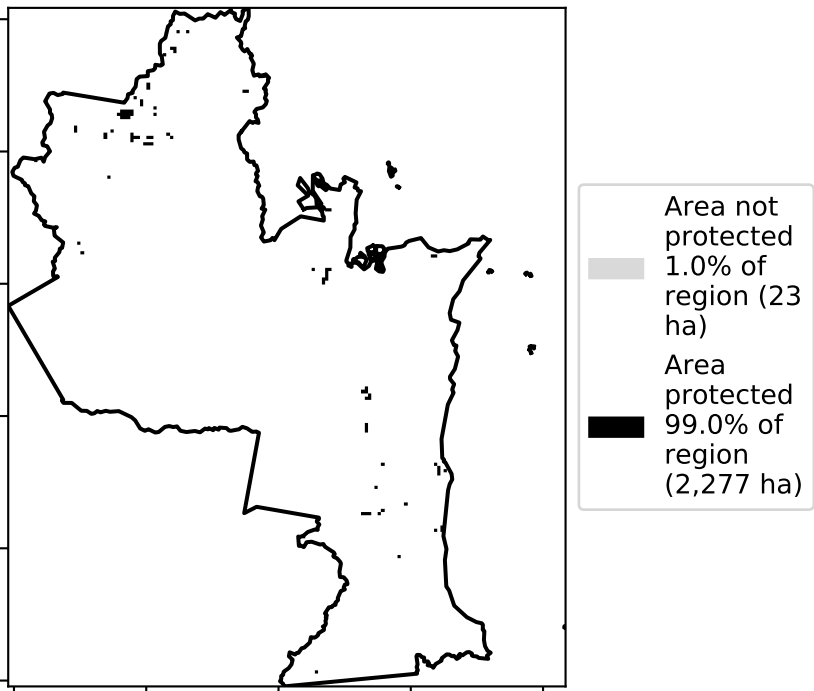 Area not
protected
1.0% of
region (23
ha)
Area
protected
99.0% of
region
(2,277 ha)